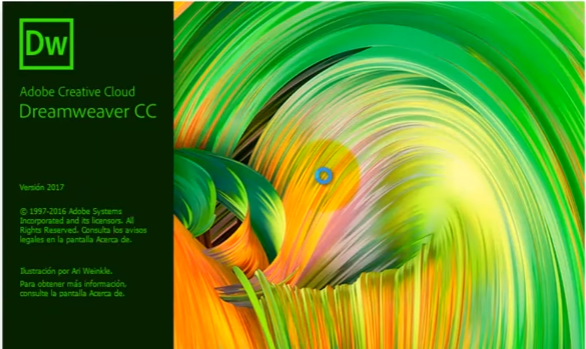 Dw
Adobe Creative Cloud
Dreamweaver CC
Versión 2017
© 1997-2016 Adobe Systems
Incorporated and its licensors. All
Rights Reserved. Consulta los avisos
legales en la pantalla Acerca de.
Ilustración por Ari Weinkle.
Para obtener más información,
consulte la pantalla Acerca de.